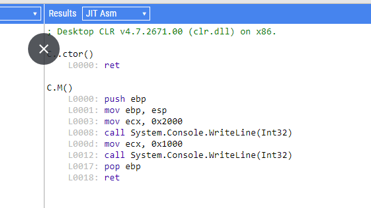 Results JIT Asm
; Desktop CLR v4.7.2671.00 (clr.dll) on x86.
.ctor()
L0000: ret
C.M()
L0000: push ebp
L0001: mov ebp, esp
L0003: mov ecx, 0x2000
L0008: call System.Console.WriteLine(Int32)
L000d: mov ecx, 0x1000
L0012: call System.Console.WriteLine(Int32)
L0017: pop ebp
L0018: ret